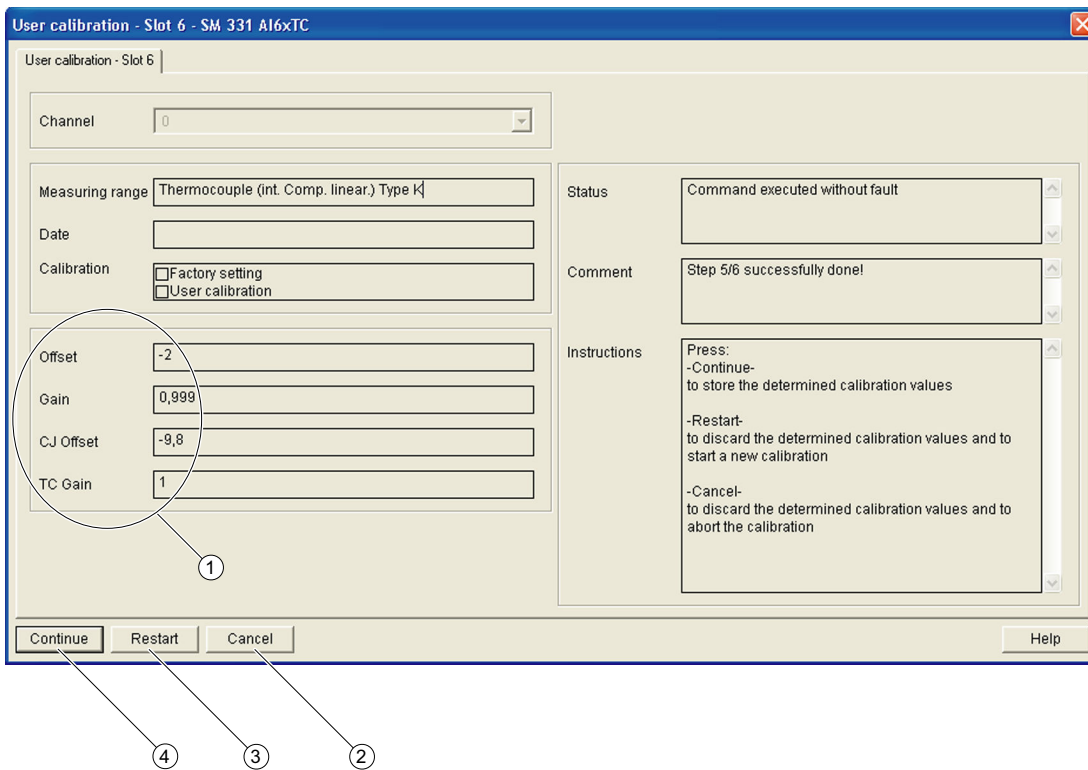 User calibration - Slot 6 - SM 331 AI6xTC
User calibration - Slot 6
Channel
0
Measuring range
Thermocouple (int. Comp. linear.) Type K
Date
Calibration
Factory setting
User calibration
Offset
-2
Gain
0,999
CJ Offset
-9,8
TC Gain
1
Status
Command executed without fault
Comment
Step 5/6 successfully done!
Instructions
Press:
-Continue-
to store the determined calibration values
-Restart-
to discard the determined calibration values and to
start a new calibration
-Cancel-
to discard the determined calibration values and to
abort the calibration
1
Continue
Restart
Cancel
Help
4
3
2